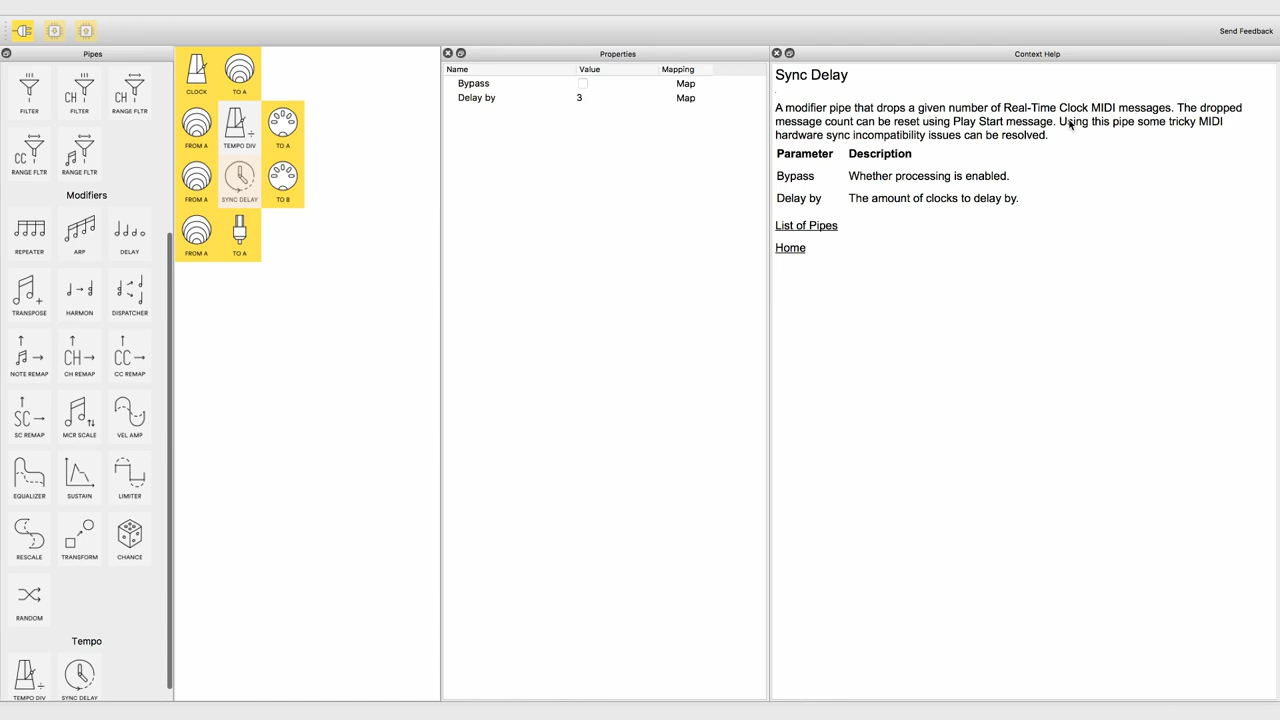 Send Feedback
Pipes
FILTER
CH
FILTER
RANGE FLTR
CC
RANGE FLTR
RANGE FLTR
Modifiers
REPEATER
ARP
DELAY
TRANSPOSE
HARMON
DISPATCHER
NOTE REMAP
CH
CH REMAP
CC
CC REMAP
SC
SC REMAP
MCR SCALE
VEL AMP
EQUALIZER
SUSTAIN
LIMITER
RESCALE
TRANSFORM
CHANCE
RANDOM
Tempo
TEMPO DIV
SYNC DELAY
CLOCK
TO A
FROM A
TEMPO DIV
TO A
FROM A
SYNC DELAY
TO B
FROM A
TO A
Properties
Name Value Mapping
Bypass Map
Delay by 3 Map
Context Help
Sync Delay
A modifier pipe that drops a given number of Real-Time Clock MIDI messages. The dropped
message count can be reset using Play Start message. Using this pipe some tricky MIDI
hardware sync incompatibility issues can be resolved.
Parameter Description
Bypass Whether processing is enabled.
Delay by The amount of clocks to delay by.
List of Pipes
Home